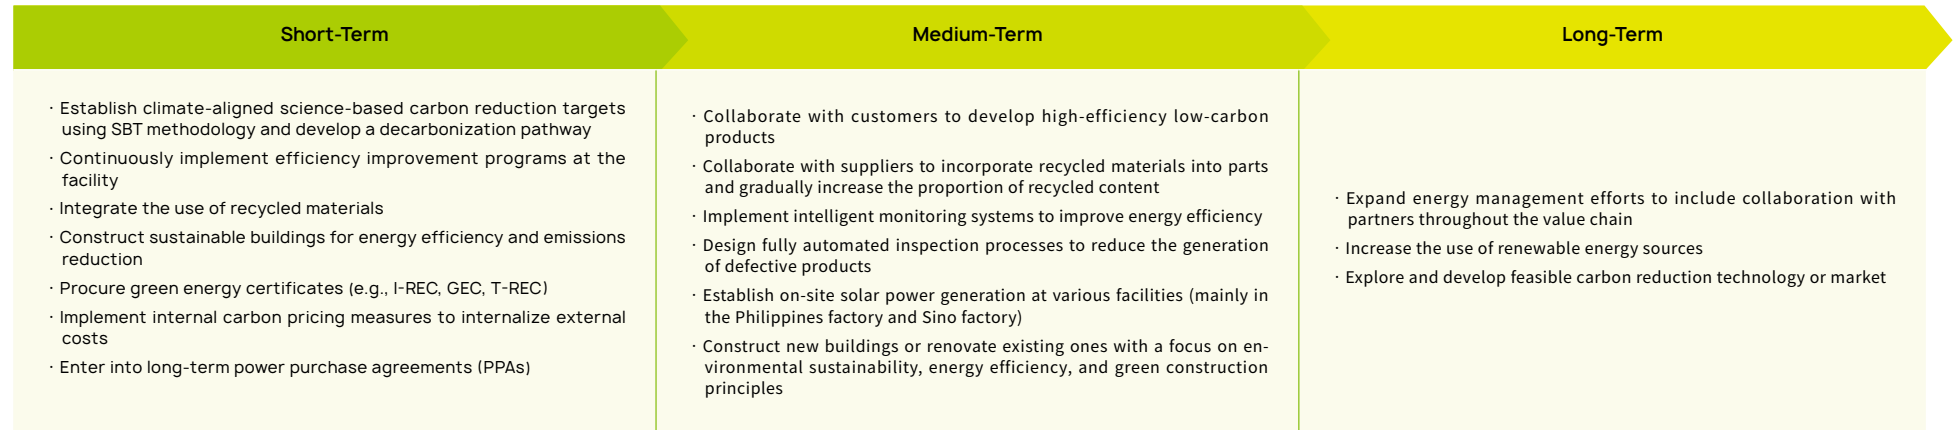 Short-Term
Medium-Term
Long-Term
· Establish climate-aligned science-based carbon reduction targets
using SBT methodology and develop a decarbonization pathway
· Continuously implement efficiency improvement programs at the
facility
· Integrate the use of recycled materials
· Construct sustainable buildings for energy efficiency and emissions
reduction
· Procure green energy certificates (e.g., I-REC, GEC, T-REC)
· Implement internal carbon pricing measures to internalize external
costs
· Enter into long-term power purchase agreements (PPAs)
· Collaborate with customers to develop high-efficiency low-carbon
products
· Collaborate with suppliers to incorporate recycled materials into parts
and gradually increase the proportion of recycled content
· Implement intelligent monitoring systems to improve energy efficiency
· Design fully automated inspection processes to reduce the generation
of defective products
· Establish on-site solar power generation at various facilities (mainly in
the Philippines factory and Sino factory)
· Construct new buildings or renovate existing ones with a focus on en-
vironmental sustainability, energy efficiency, and green construction
principles
· Expand energy management efforts to include collaboration with
partners throughout the value chain
· Increase the use of renewable energy sources
· Explore and develop feasible carbon reduction technology or market